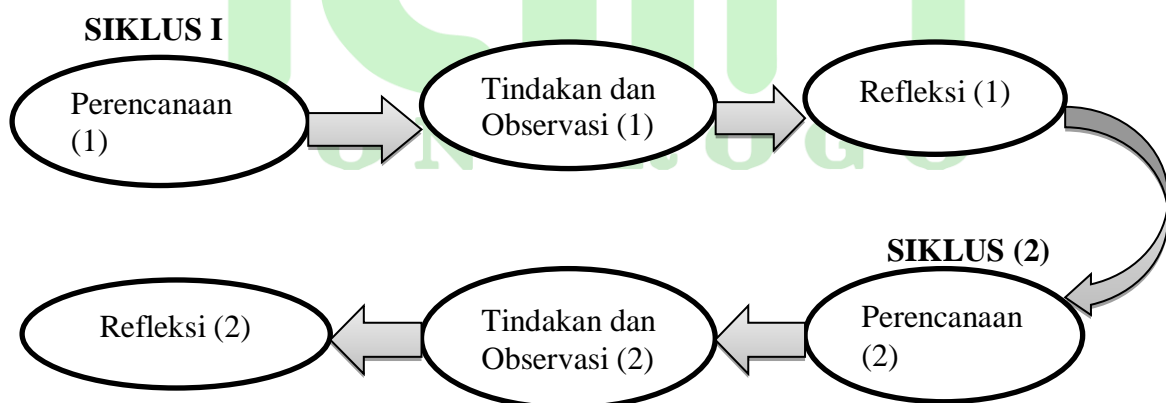 SIKLUS I
Perencanaan
(1)
Tindakan dan
Observasi (1)
Refleksi (1)
SIKLUS (2)
Perencanaan
(2)
Tindakan dan
Observasi (2)
Refleksi (2)